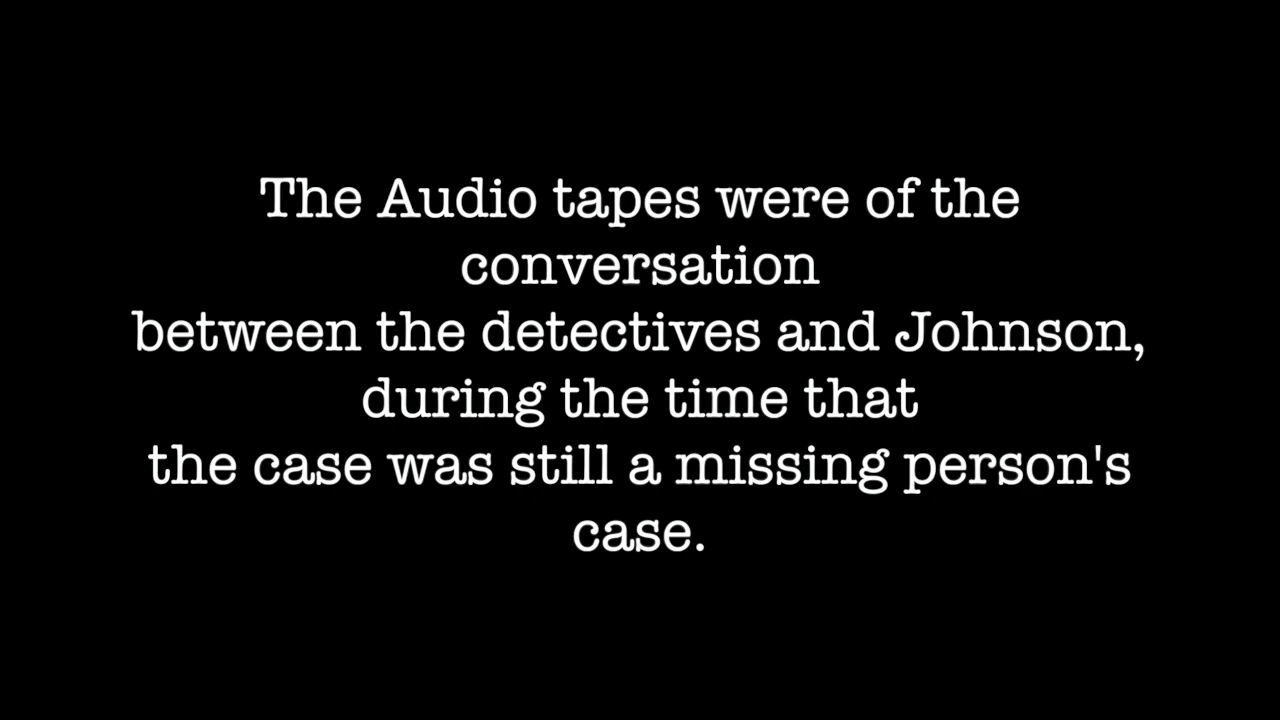 The Audio tapes were of the
conversation
between the detectives and Johnson,
during the time that
the case was still a missing person's
case.